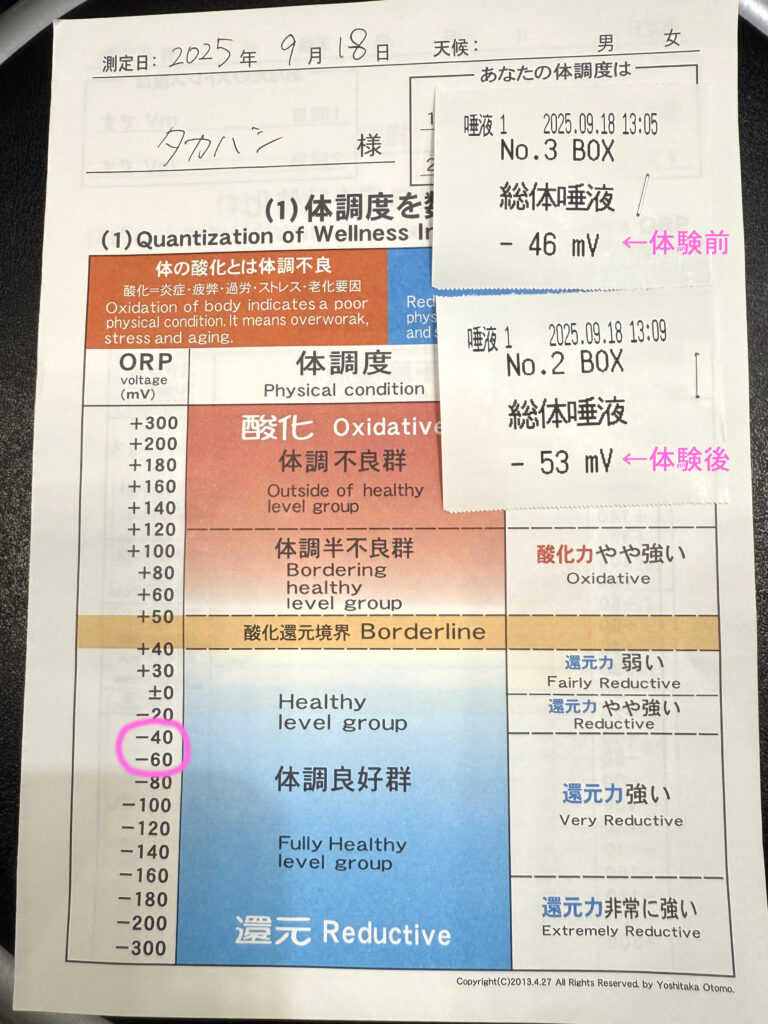 測定日: 2025年 9月 18日 天候: 男 女
あなたの体調度は
タカハシ 様
1
2
唾液 1 2025.09.18 13:05
No.3 BOX
総体唾液
- 46 mV ←体験前
唾液 1 2025.09.18 13:09
No.2 BOX
総体唾液
- 53 mV ←体験後
(1)体調度を
(1)Quantization of Wellness In
体の酸化とは体調不良
酸化=炎症・疲弊・過労・ストレス・老化要因
Oxidation of body indicates a poor
physical condition. It means overworak,
stress and aging.
Red
phys
and s
ORP
voltage
(mV)
体調度
Physical condition
+300
+200
+180
+160
+140
+120
+100
+80
+60
+50
+40
+30
±0
-20
-40
-60
-80
-100
-120
-140
-160
-180
-200
-300
酸化 Oxidative
体調不良群
Outside of healthy
level group
体調半不良群
Bordering
healthy
level group
酸化還元境界 Borderline
Healthy
level group
体調良好群
Fully Healthy
level group
還元 Reductive
酸化力やや強い
Oxidative
還元力 弱い
Fairly Reductive
還元力 やや強い
Reductive
還元力強い
Very Reductive
還元力非常に強い
Extremely Reductive
Copyright(C)2013.4.27 All Rights Reserved. by Yoshitaka Otomo.